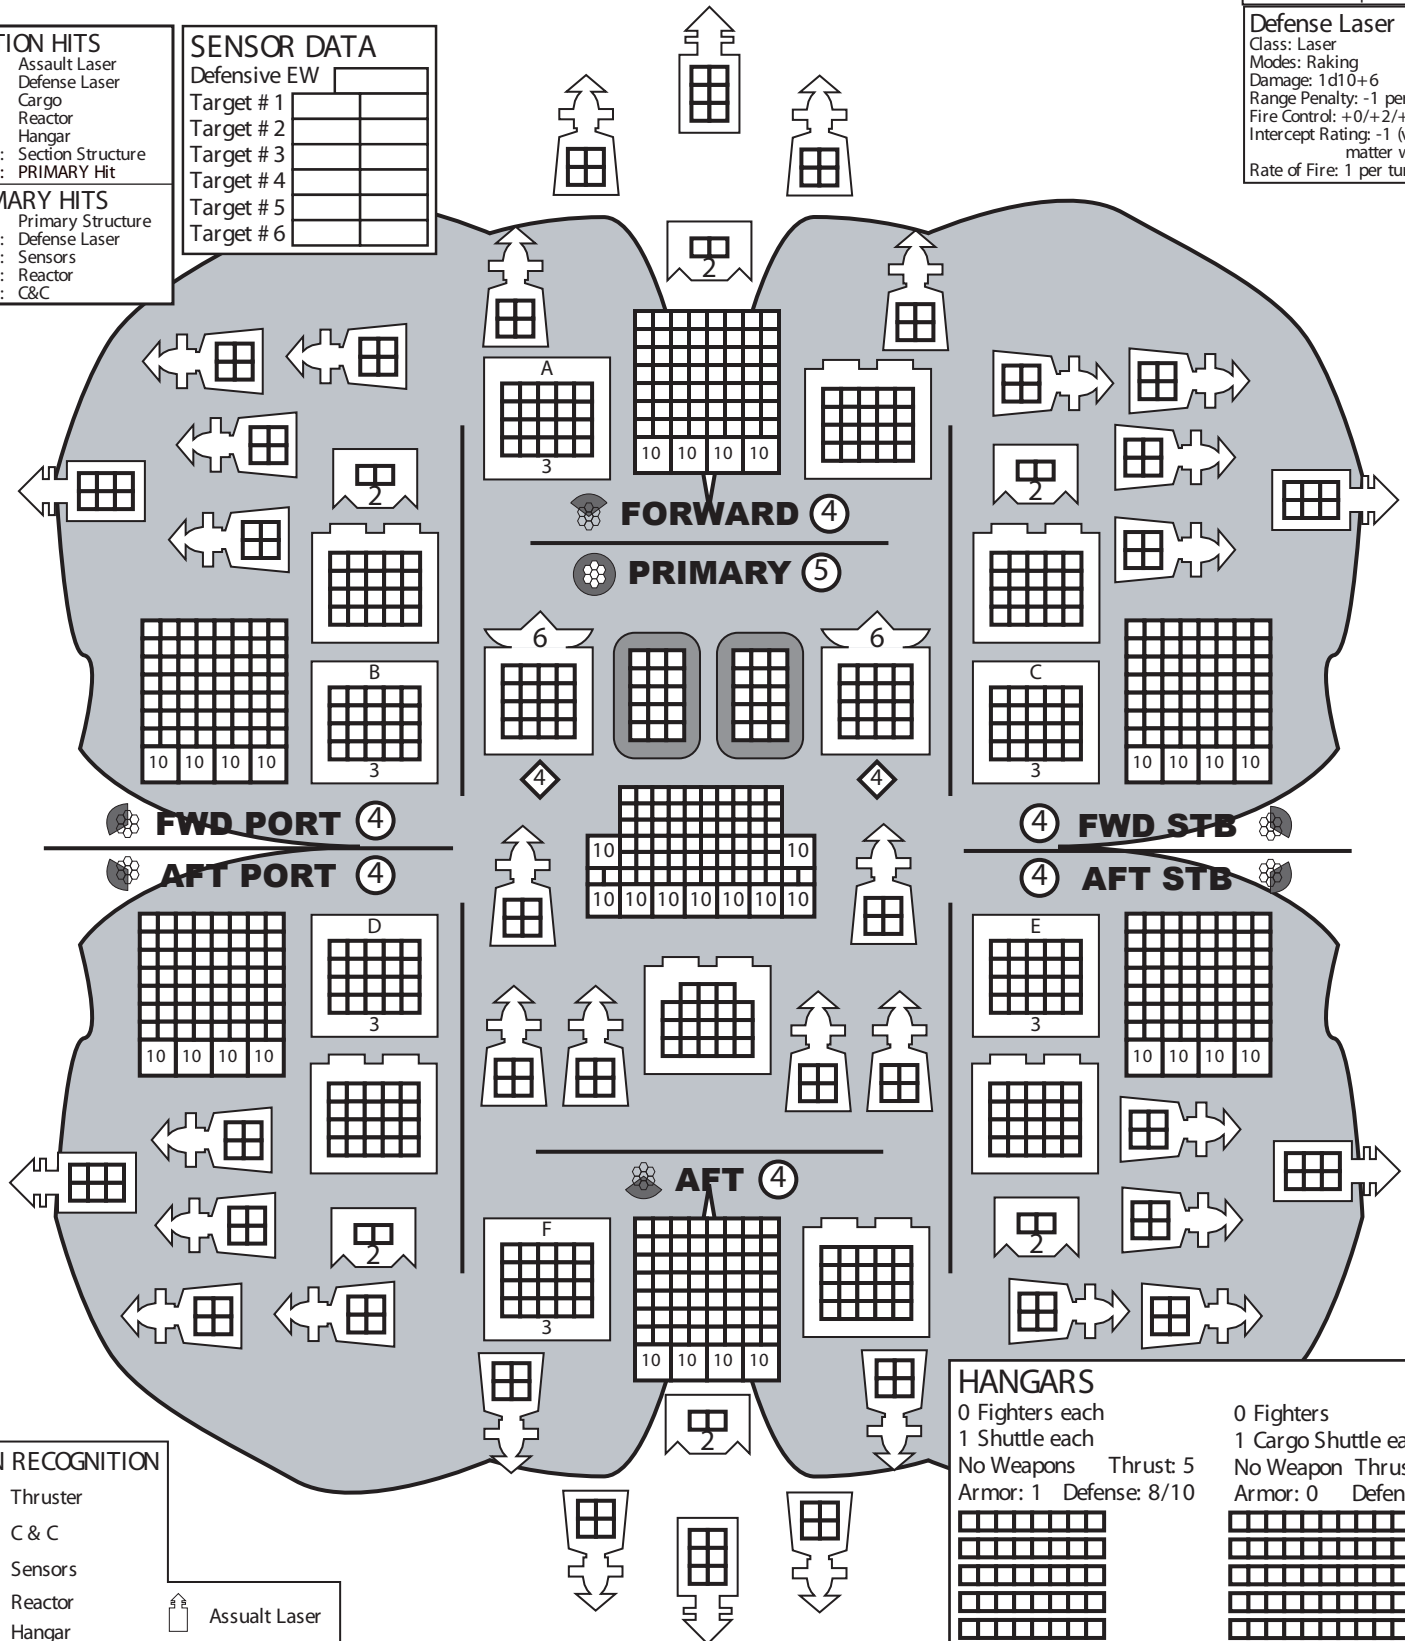 TION HITS
Assault Laser
Defense Laser
Cargo
Reactor
Hangar
: Section Structure
: PRIMARY Hit
MARY HITS
Primary Structure
: Defense Laser
: Sensors
: Reactor
: C&C
SENSOR DATA
Defensive EW
Target # 1
Target # 2
Target # 3
Target # 4
Target # 5
Target # 6
Defense Laser
Class: Laser
Modes: Raking
Damage: 1d10+6
Range Penalty: -1 per
Fire Control: +0/+2/+
Intercept Rating: -1 (v
matter w
Rate of Fire: 1 per tur
2
A
3
10 10 10 10
2
2
FORWARD 4
PRIMARY 5
6
6
B
3
C
3
10 10 10 10
10 10 10 10
4
4
FWD PORT 4
4 FWD STB
10 10
10 10 10 10 10 10 10
AFT PORT 4
4 AFT STB
D
3
E
3
10 10 10 10
10 10 10 10
AFT 4
2
2
F
3
10 10 10 10
2
HANGARS
0 Fighters each
1 Shuttle each
No Weapons Thrust: 5
Armor: 1 Defense: 8/10
0 Fighters
1 Cargo Shuttle ea
No Weapon Thrus
Armor: 0 Defen
N RECOGNITION
Thruster
C & C
Sensors
Reactor
Hangar
Assualt Laser